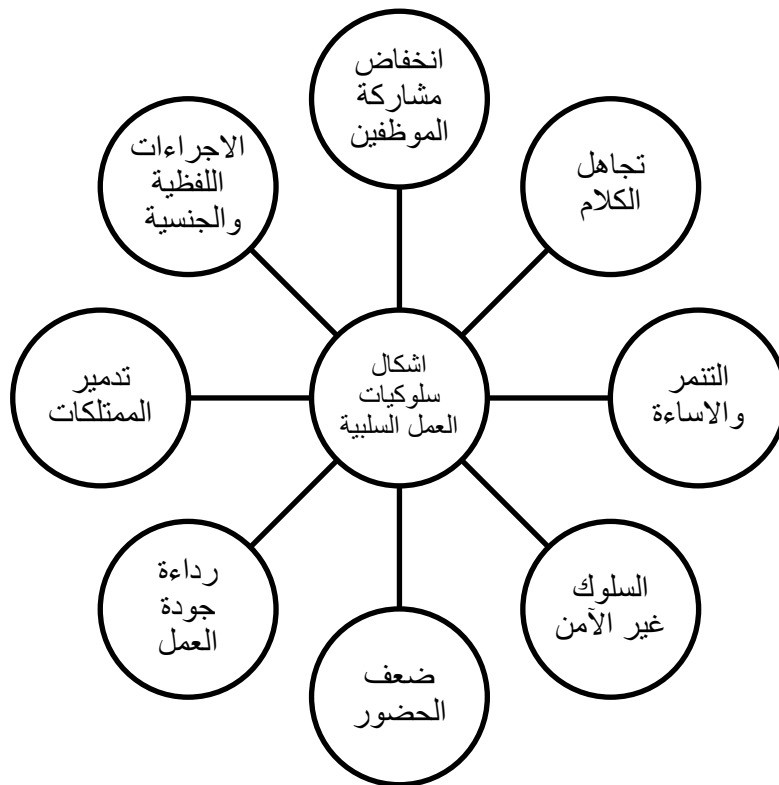 انخفاض
مشاركة
الموظفين
تجاهل
الكلام
التنمر
والاساءة
السلوك
غير الآمن
ضعف
الحضور
رداءة
جودة
العمل
تدمير
الممتلكات
الاجراءات
اللفظية
والجنسية
اشكال
سلوكيات
العمل السلبية